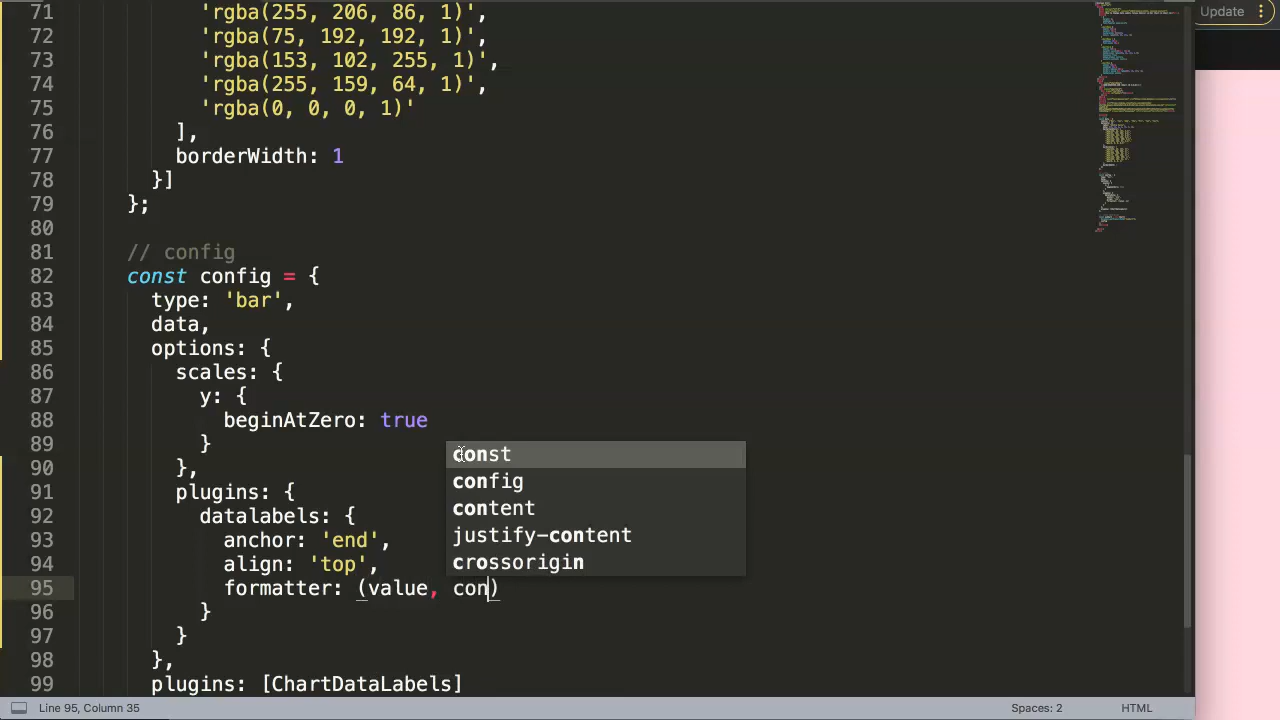 Update
71 'rgba(255, 206, 86, 1)',
72 'rgba(75, 192, 192, 1)',
73 'rgba(153, 102, 255, 1)',
74 'rgba(255, 159, 64, 1)',
75 'rgba(0, 0, 0, 1)'
76 ],
77 borderWidth: 1
78 }]
79 };
80
81 // config
82 const config = {
83 type: 'bar',
84 data,
85 options: {
86 scales: {
87 y: {
88 beginAtZero: true
89 }
90 },
91 plugins: {
92 datalabels: {
93 anchor: 'end',
94 align: 'top',
95 formatter: (value, con)
96 }
97 }
98 },
99 plugins: [ChartDataLabels]
const
config
content
justify-content
crossorigin
Line 95, Column 35
Spaces: 2
HTML